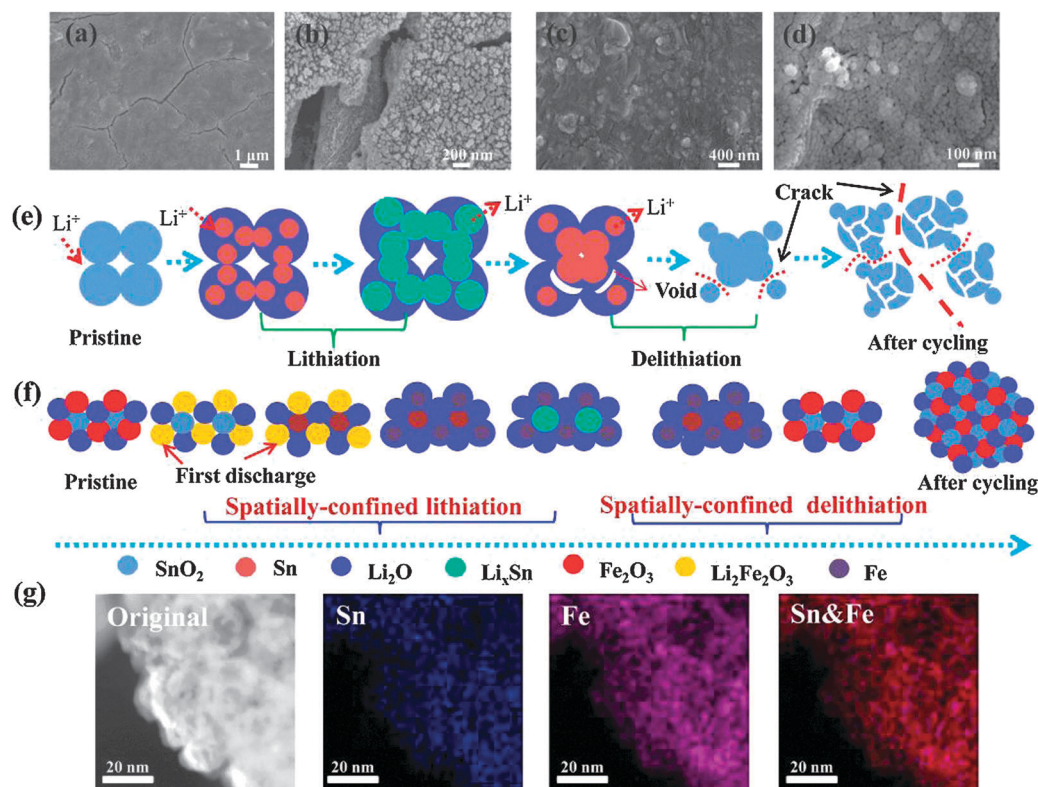 (a)
1 μm
(b)
200 nm
(c)
400 nm
(d)
100 nm
(e)
Li+
Li+
Li+
Li+
Crack
Void
Pristine
Lithiation
Delithiation
After cycling
(f)
Pristine
First discharge
After cycling
Spatially-confined lithiation
Spatially-confined delithiation
SnO2
Sn
Li2O
LixSn
Fe2O3
Li2Fe2O3
Fe
(g)
Original
20 nm
Sn
20 nm
Fe
20 nm
Sn&Fe
20 nm